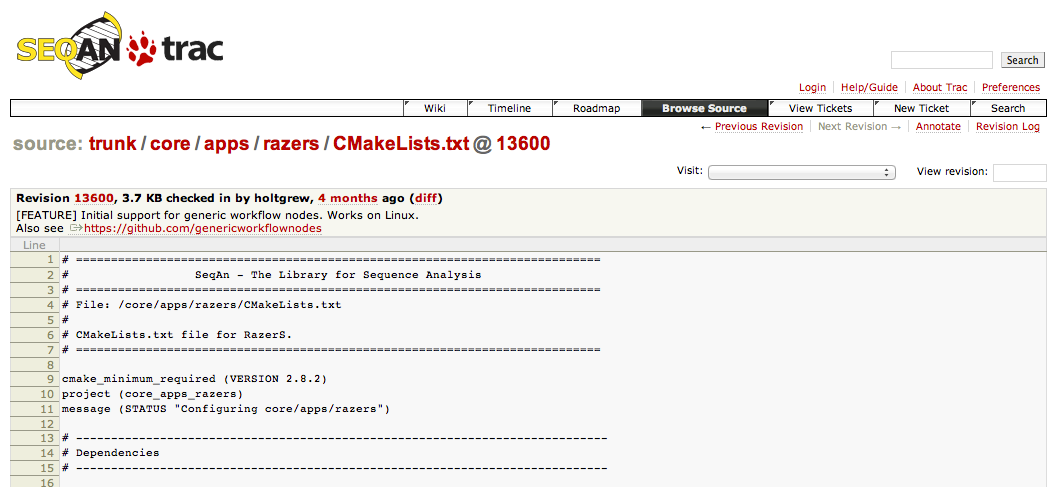 SEQAN trac
Search
Login Help/Guide About Trac Preferences
Wiki Timeline Roadmap Browse Source View Tickets New Ticket Search
← Previous Revision Next Revision → Annotate Revision Log
source: trunk / core / apps / razers / CMakeLists.txt @ 13600
Visit: View revision:
Revision 13600, 3.7 KB checked in by holtgrew, 4 months ago (diff)
[FEATURE] Initial support for generic workflow nodes. Works on Linux.
Also see https://github.com/genericworkflownodes
Line
1 # ============================================================================
2 # SeqAn - The Library for Sequence Analysis
3 # ============================================================================
4 # File: /core/apps/razers/CMakeLists.txt
5 #
6 # CMakeLists.txt file for RazerS.
7 # ============================================================================
8
9 cmake_minimum_required (VERSION 2.8.2)
10 project (core_apps_razers)
11 message (STATUS "Configuring core/apps/razers")
12
13 # ----------------------------------------------------------------------------
14 # Dependencies
15 # ----------------------------------------------------------------------------
16